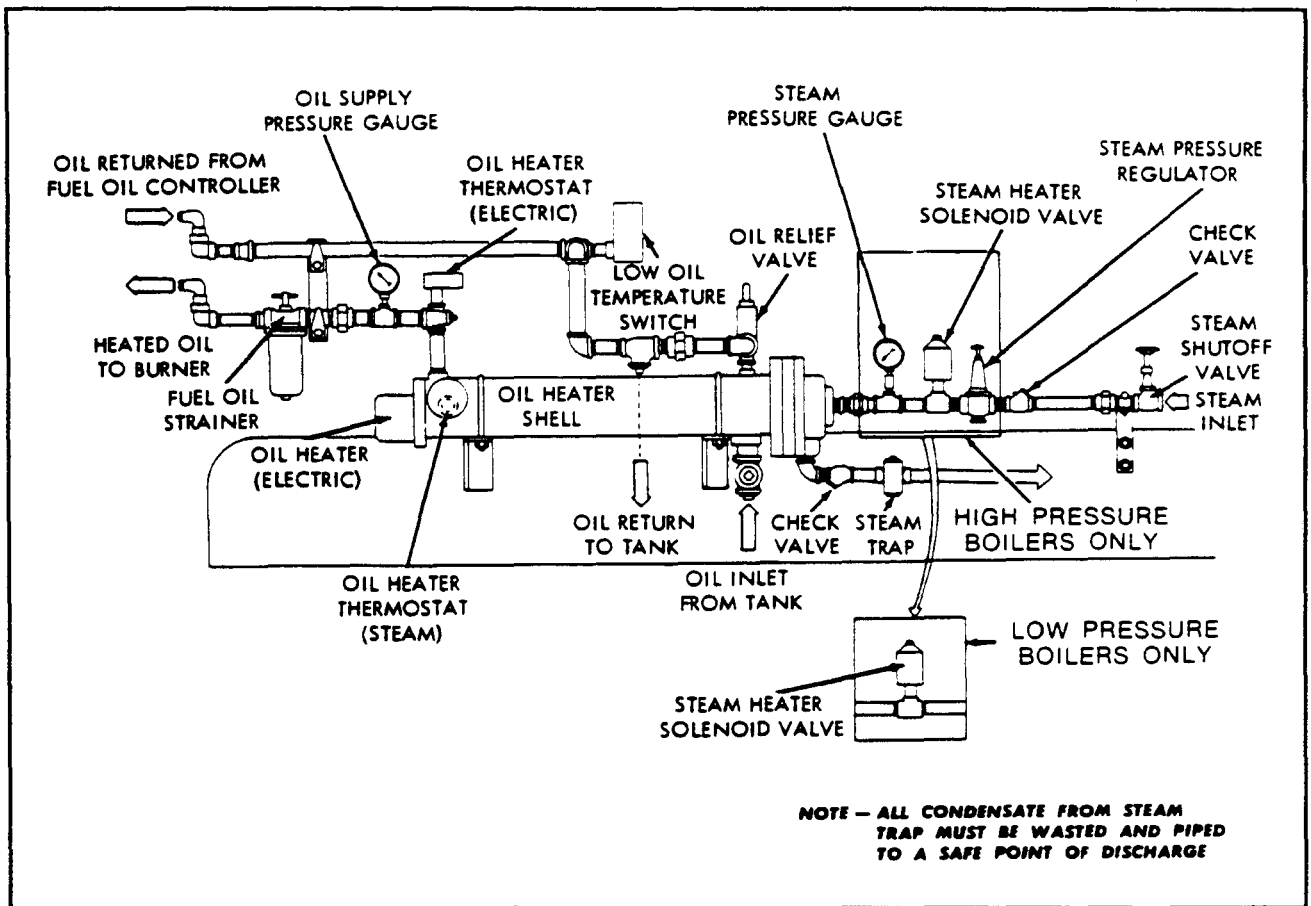 OIL SUPPLY
PRESSURE GAUGE
STEAM
PRESSURE GAUGE
OIL RETURNED FROM
FUEL OIL CONTROLLER
OIL HEATER
THERMOSTAT
(ELECTRIC)
STEAM HEATER
SOLENOID VALVE
STEAM PRESSURE
REGULATOR
OIL RELIEF
VALVE
CHECK
VALVE
LOW OIL
TEMPERATURE
SWITCH
STEAM
SHUTOFF
VALVE
HEATED OIL
TO BURNER
FUEL OIL
STRAINER
OIL HEATER
SHELL
STEAM
INLET
OIL HEATER
(ELECTRIC)
OIL RETURN
TO TANK
CHECK
VALVE
STEAM
TRAP
HIGH PRESSURE
BOILERS ONLY
OIL HEATER
THERMOSTAT
(STEAM)
OIL INLET
FROM TANK
LOW PRESSURE
BOILERS ONLY
STEAM HEATER
SOLENOID VALVE
NOTE — ALL CONDENSATE FROM STEAM
TRAP MUST BE WASTED AND PIPED
TO A SAFE POINT OF DISCHARGE